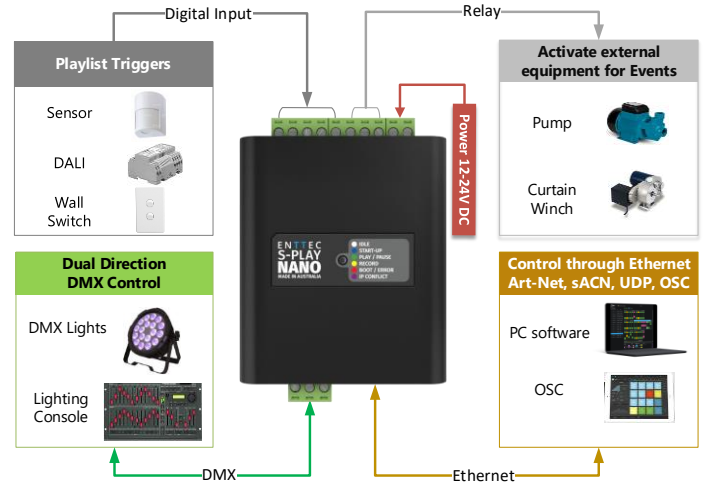 Digital Input
Relay
Playlist Triggers
Sensor
DALI
Wall
Switch
Power 12-24V DC
Activate external
equipment for Events
Pump
Curtain
Winch
ENTTEC
S-PLAY
NANO
MADE IN AUSTRALIA
IDLE
START-UP
PLAY / PAUSE
RECORD
BOOT / ERROR
IP CONFLICT
Dual Direction
DMX Control
DMX Lights
Lighting
Console
Control through Ethernet
Art-Net, sACN, UDP, OSC
PC software
OSC
DMX
Ethernet